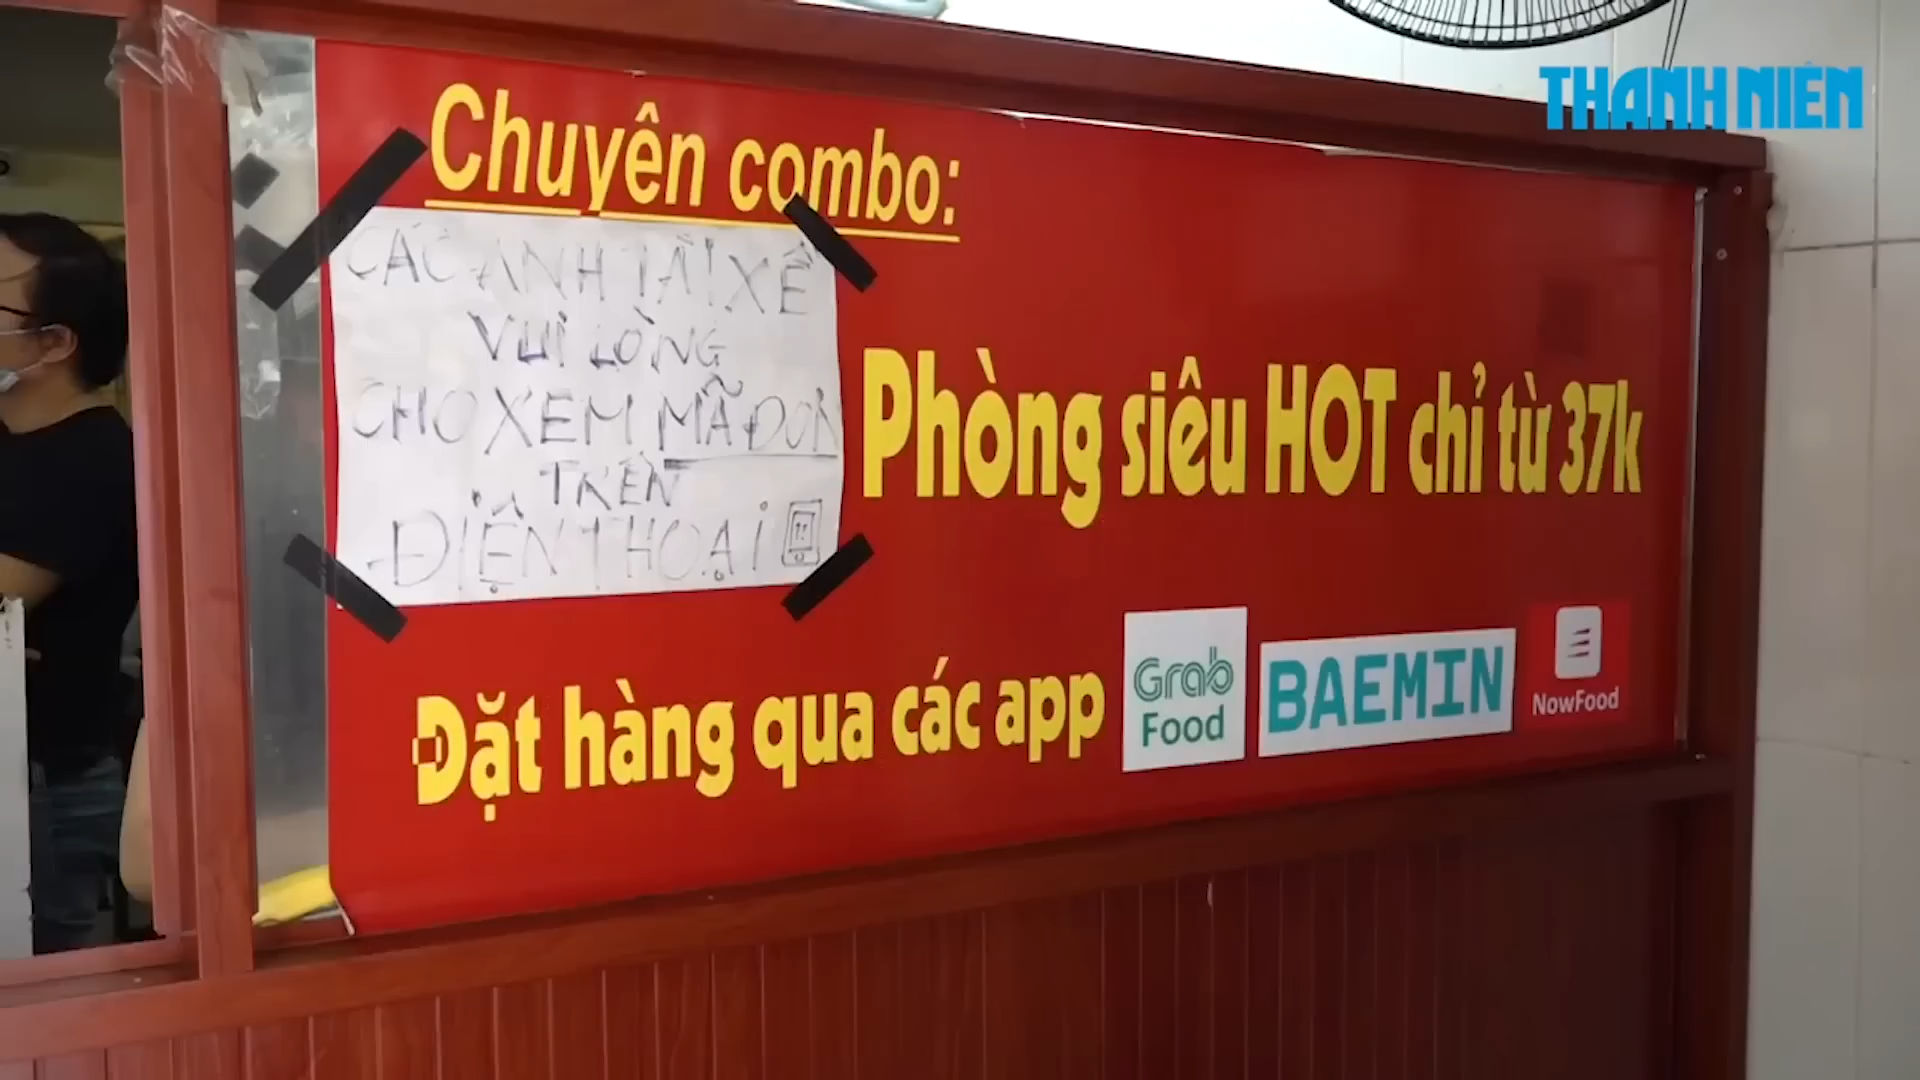 THANH NIÊN
Chuyên combo:
CÁC ANH TÀI XẾ
VUI LÒNG
CHO XEM MÃ ĐƠN
TRÊN
ĐIỆN THOẠI
Phòng siêu HOT chỉ từ 37k
Đặt hàng qua các app
Grab
Food
BAEMIN
NowFood